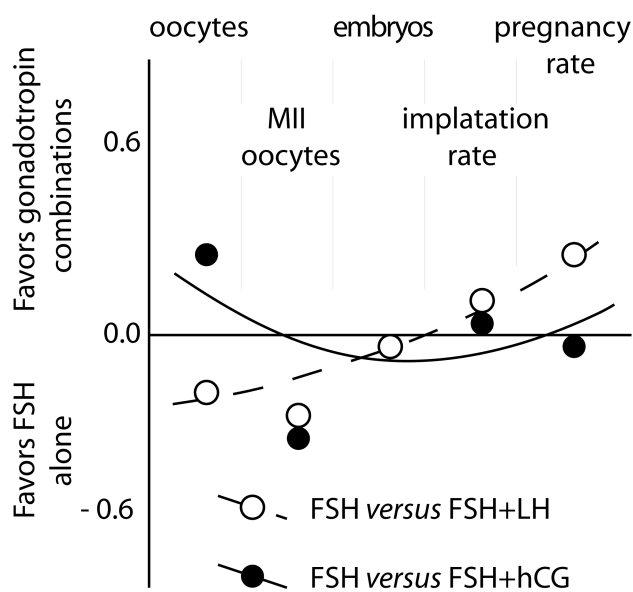 oocytes
embryos
pregnancy
rate
MII
oocytes
implatation
rate
Favors gonadotropin
combinations
Favors FSH
alone
0.6
0.0
- 0.6
FSH versus FSH+LH
FSH versus FSH+hCG